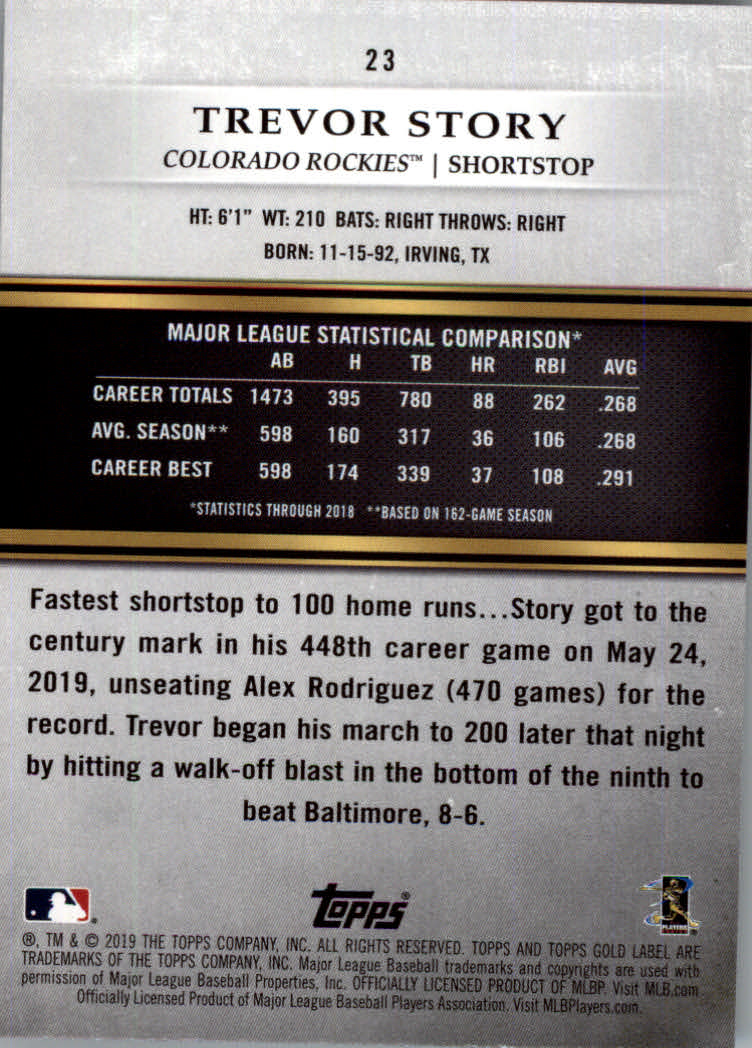 23
TREVOR STORY
COLORADO ROCKIES™ | SHORTSTOP
HT: 6'1" WT: 210 BATS: RIGHT THROWS: RIGHT
BORN: 11-15-92, IRVING, TX
MAJOR LEAGUE STATISTICAL COMPARISON*
AB H TB HR RBI AVG
CAREER TOTALS 1473 395 780 88 262 .268
AVG. SEASON** 598 160 317 36 106 .268
CAREER BEST 598 174 339 37 108 .291
*STATISTICS THROUGH 2018 **BASED ON 162-GAME SEASON
Fastest shortstop to 100 home runs...Story got to the
century mark in his 448th career game on May 24,
2019, unseating Alex Rodriguez (470 games) for the
record. Trevor began his march to 200 later that night
by hitting a walk-off blast in the bottom of the ninth to
beat Baltimore, 8-6.
® Topps® PLAYERS
®, TM & © 2019 THE TOPPS COMPANY, INC. ALL RIGHTS RESERVED. TOPPS AND TOPPS GOLD LABEL ARE
TRADEMARKS OF THE TOPPS COMPANY, INC. Major League Baseball trademarks and copyrights are used with
permission of Major League Baseball Properties, Inc. OFFICIALLY LICENSED PRODUCT OF MLBP. Visit MLB.com
Officially Licensed Product of Major League Baseball Players Association. Visit MLBPlayers.com.